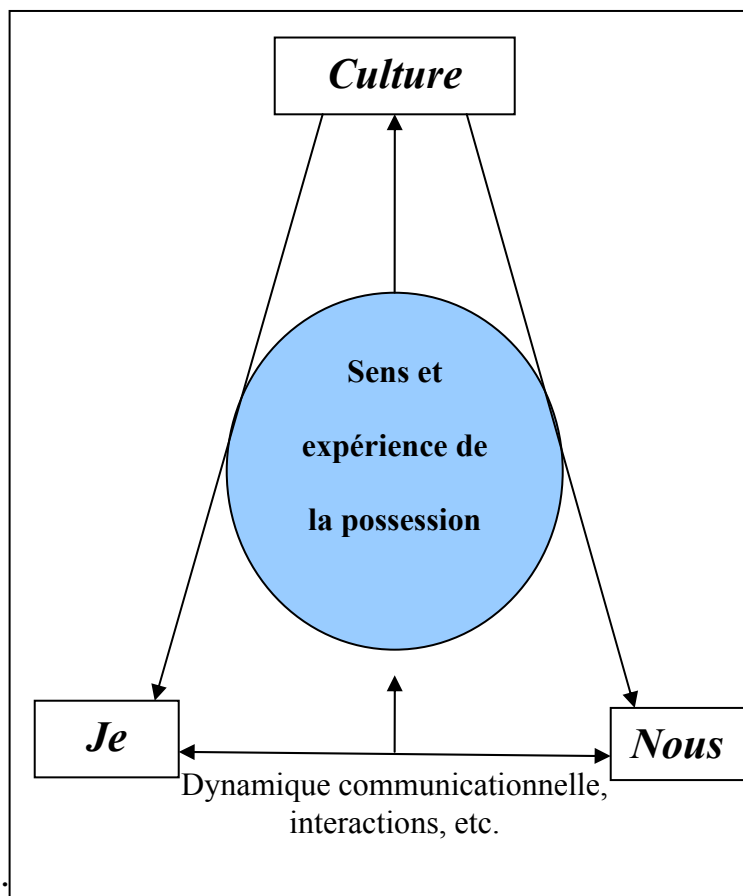 Culture
Sens et
expérience de
la possession
Je
Nous
Dynamique communicationnelle,
interactions, etc.
.